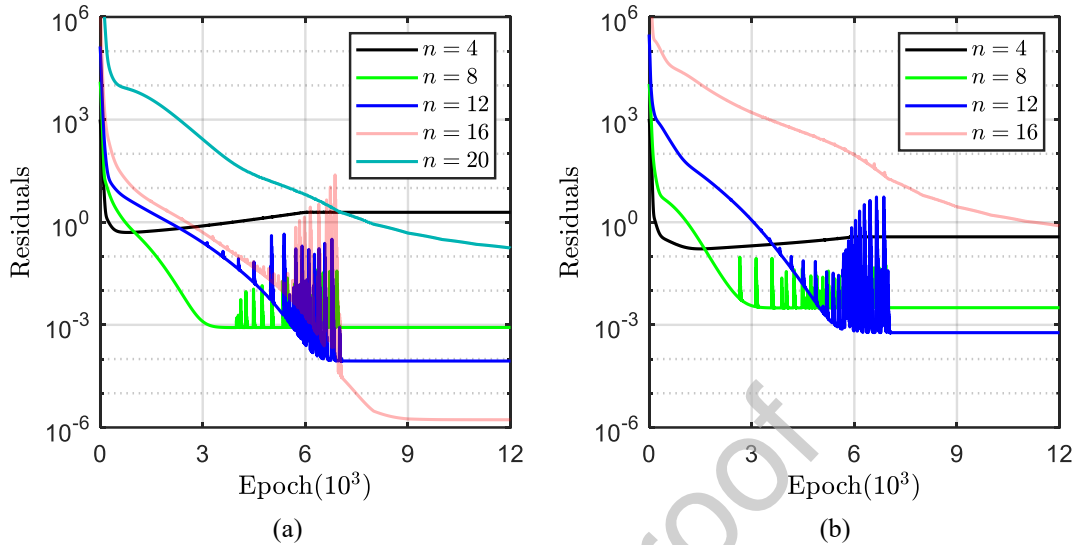 10^6
10^3
10^0
10^-3
10^-6
Residuals
0 3 6 9 12
Epoch(10^3)
n = 4
n = 8
n = 12
n = 16
n = 20
(a)
10^6
10^3
10^0
10^-3
10^-6
Residuals
0 3 6 9 12
Epoch(10^3)
n = 4
n = 8
n = 12
n = 16
(b)
roof